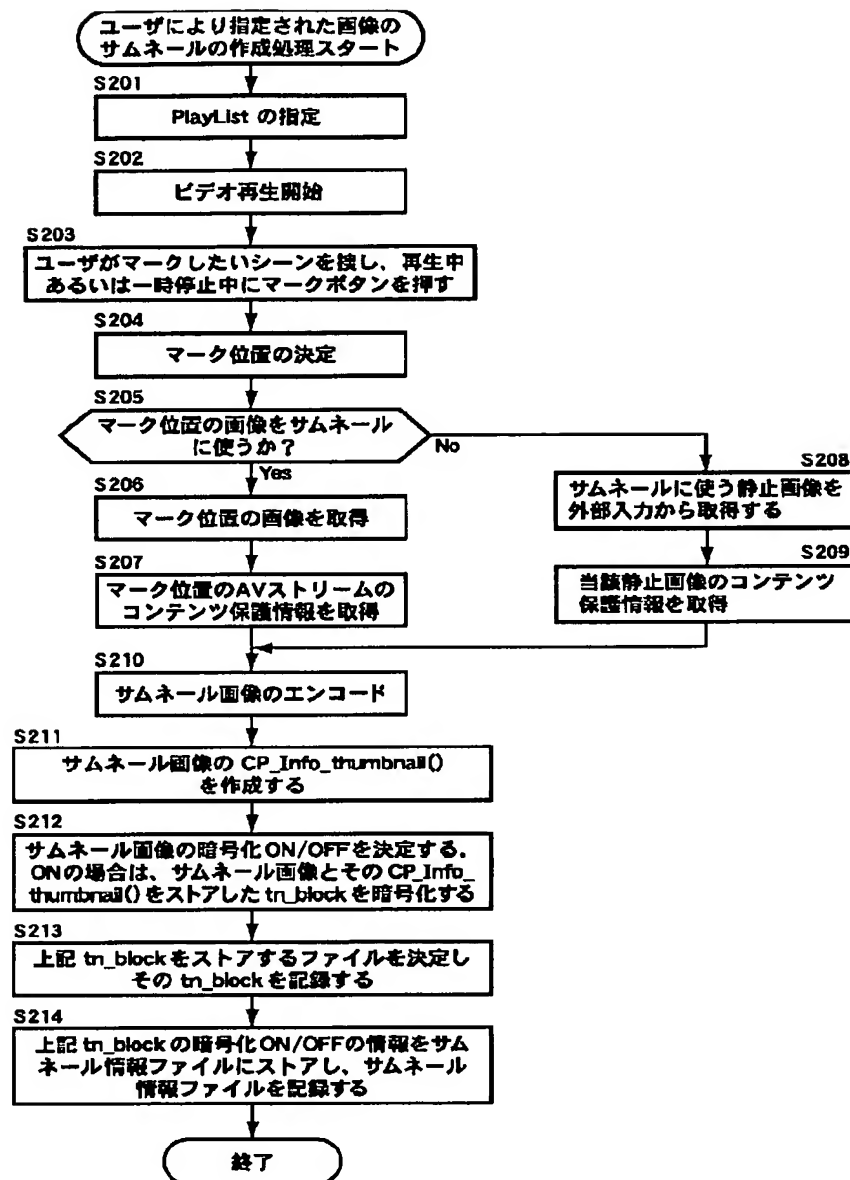 ユーザにより指定された画像の
サムネールの作成処理スタート
S201
PlayList の指定
S202
ビデオ再生開始
S203
ユーザがマークしたいシーンを捜し、再生中
あるいは一時停止中にマークボタンを押す
S204
マーク位置の決定
S205
マーク位置の画像をサムネール
に使うか？
No
Yes
S206
マーク位置の画像を取得
S207
マーク位置のAVストリームの
コンテンツ保護情報を取得
S208
サムネールに使う静止画像を
外部入力から取得する
S209
当該静止画像のコンテンツ
保護情報を取得
S210
サムネール画像のエンコード
S211
サムネール画像の CP_Info_thumbnail()
を作成する
S212
サムネール画像の暗号化ON/OFFを決定する.
ONの場合は、サムネール画像とその CP_Info_
thumbnail()をストアした tn_block を暗号化する
S213
上記 tn_block をストアするファイルを決定し
その tn_block を記録する
S214
上記 tn_block の暗号化ON/OFFの情報をサム
ネール情報ファイルにストアし、サムネール
情報ファイルを記録する
終了